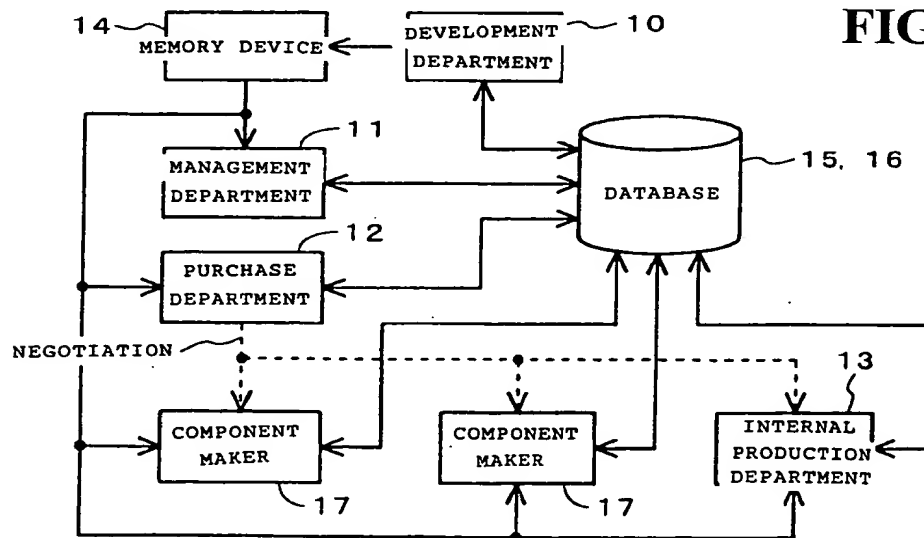 14
MEMORY DEVICE
DEVELOPMENT
DEPARTMENT
10
FIG
11
MANAGEMENT
DEPARTMENT
15, 16
DATABASE
12
PURCHASE
DEPARTMENT
NEGOTIATION
13
COMPONENT
MAKER
17
COMPONENT
MAKER
17
INTERNAL
PRODUCTION
DEPARTMENT